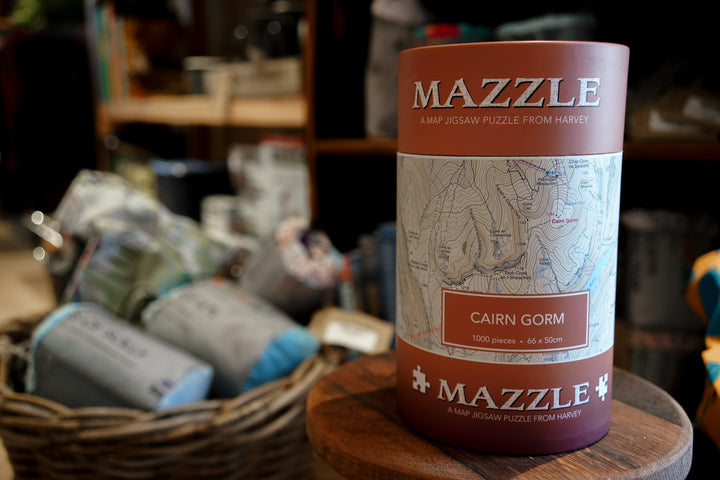 MAZZLE
A MAP JIGSAW PUZZLE FROM HARVEY
Cairn Gorm
CAIRN GORM
1000 pieces • 66 x 50cm
MAZZLE
A MAP JIGSAW PUZZLE FROM HARVEY